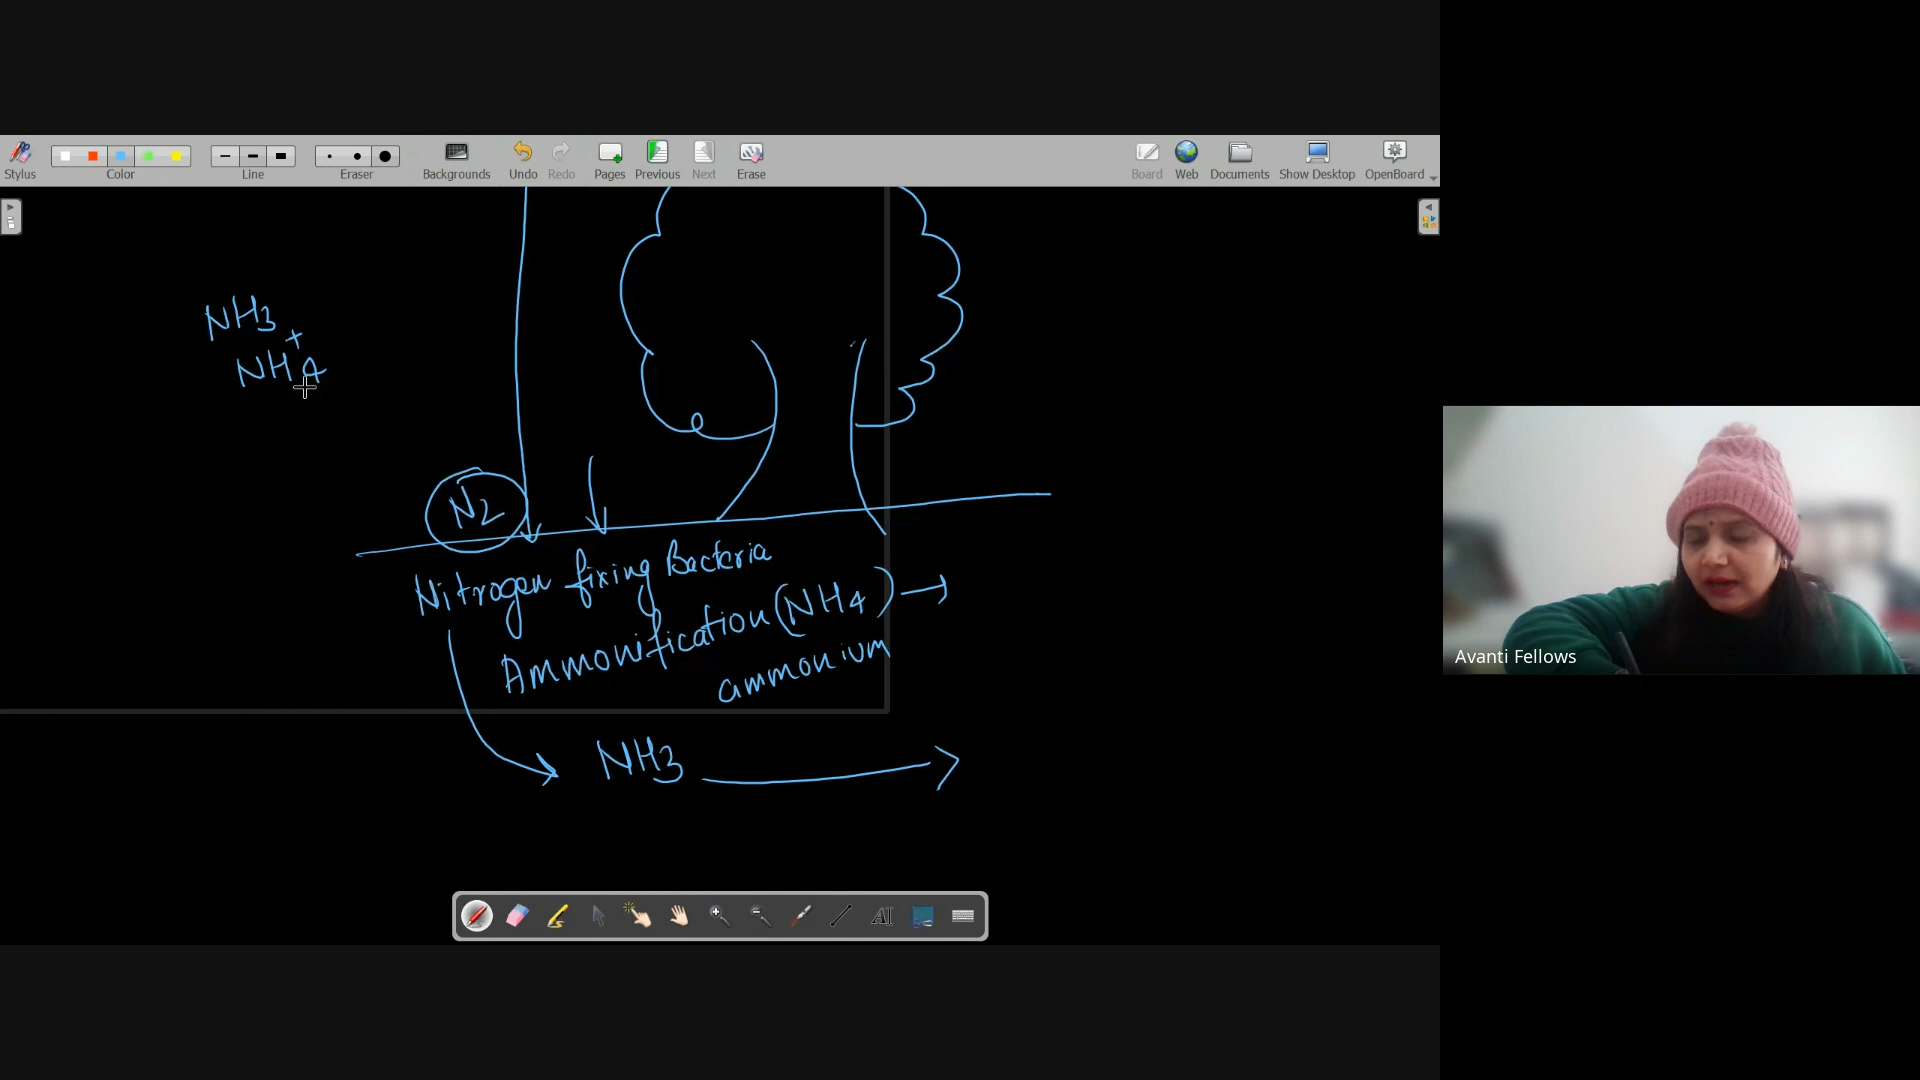 Stylus
Color
Line
Eraser
Backgrounds
Undo
Redo
Pages
Previous
Next
Erase
Board
Web
Documents
Show Desktop
OpenBoard
NH3
+
NH4
N2
Nitrogen fixing Bacteria
Ammonification (NH4) →
ammonium
NH3
Avanti Fellows